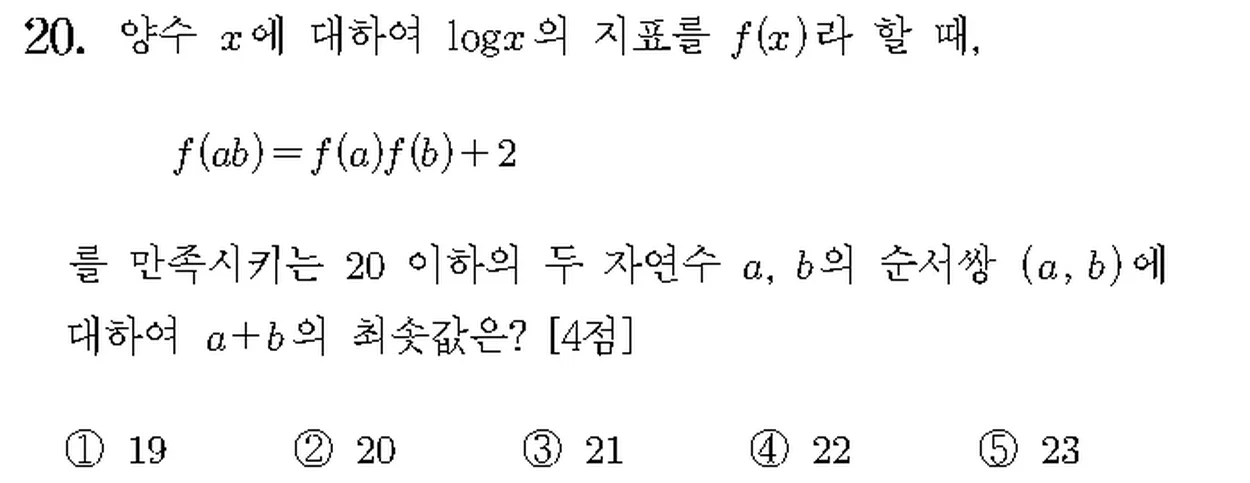 20. 양수 x에 대하여 logx의 지표를 f(x)라 할 때,
f(ab)=f(a)f(b)+2
를 만족시키는 20 이하의 두 자연수 a, b의 순서쌍 (a, b)에
대하여 a+b의 최솟값은? [4점]
① 19 ② 20 ③ 21 ④ 22 ⑤ 23